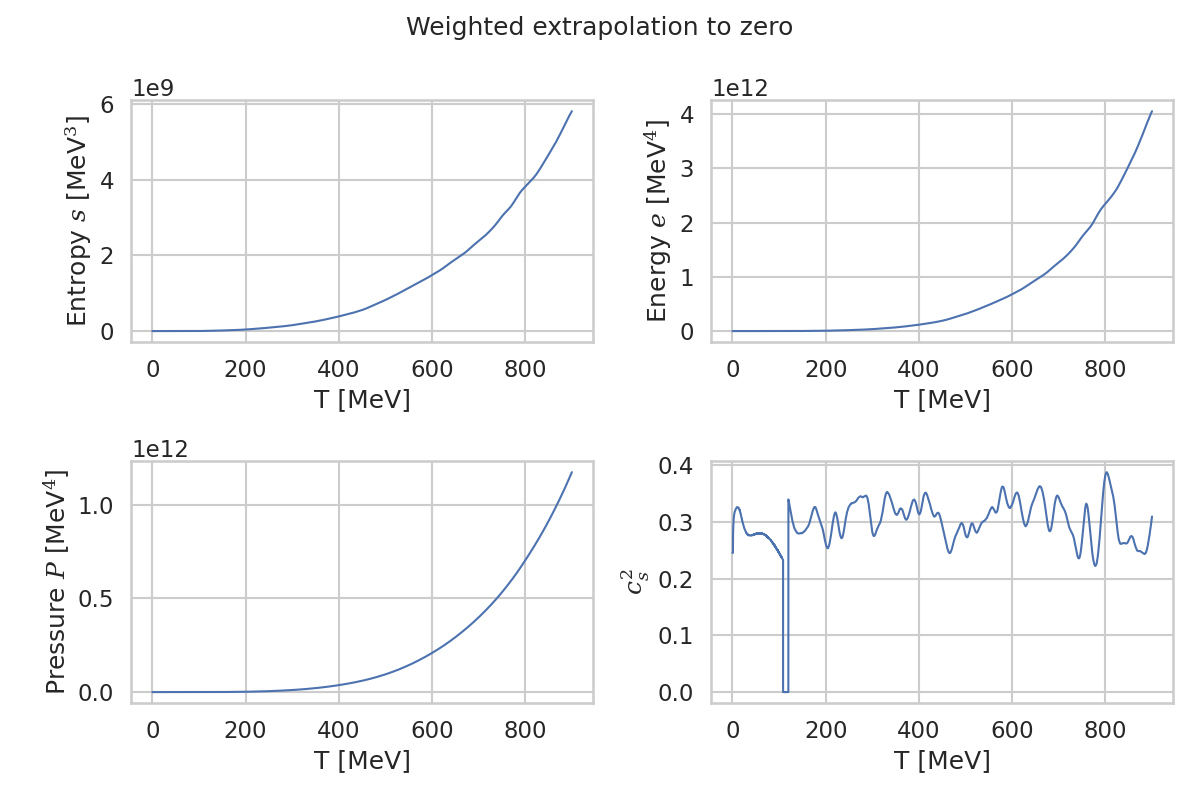 Weighted extrapolation to zero
1e9
Entropy s [MeV³]
6
4
2
0
0 200 400 600 800
T [MeV]
1e12
Energy e [MeV⁴]
4
3
2
1
0
0 200 400 600 800
T [MeV]
1e12
Pressure P [MeV⁴]
1.0
0.5
0.0
0 200 400 600 800
T [MeV]
c_s^2
0.4
0.3
0.2
0.1
0.0
0 200 400 600 800
T [MeV]